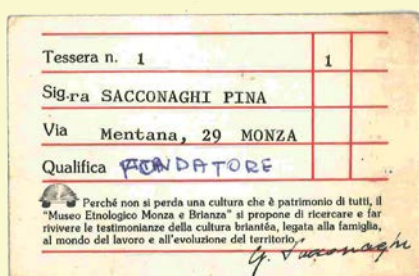 Tessera n. 1 1
Sig.ra SACCONAGHI PINA
Via Mentana, 29 MONZA
Qualifica FONDATORE
Perché non si perda una cultura che è patrimonio di tutti, il
"Museo Etnologico Monza e Brianza" si propone di ricercare e far
rivivere le testimonianze della cultura briantëa, legata alla famiglia,
al mondo del lavoro e all'evoluzione del territorio.
G. Sacconaghi